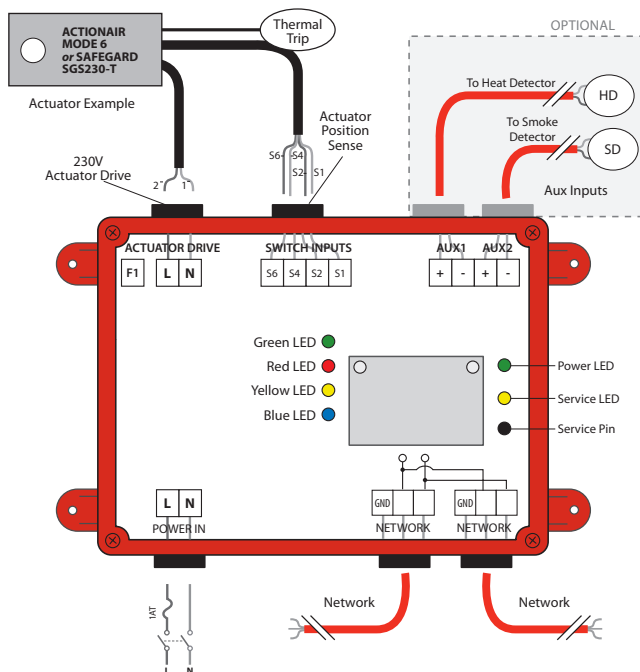 OPTIONAL
ACTIONAIR
MODE 6
or SAFEGARD
SGS230-T
Thermal
Trip
Actuator Example
To Heat Detector
HD
To Smoke
Detector
SD
Aux Inputs
Actuator
Position
Sense
S6
S4
S2
S1
230V
Actuator Drive
2
1
ACTUATOR DRIVE
SWITCH INPUTS
AUX1
AUX2
F1
L
N
S6
S4
S2
S1
+
-
+
-
Green LED
Red LED
Yellow LED
Blue LED
Power LED
Service LED
Service Pin
L
N
POWER IN
GND
GND
NETWORK
NETWORK
1AT
Network
Network
L
N